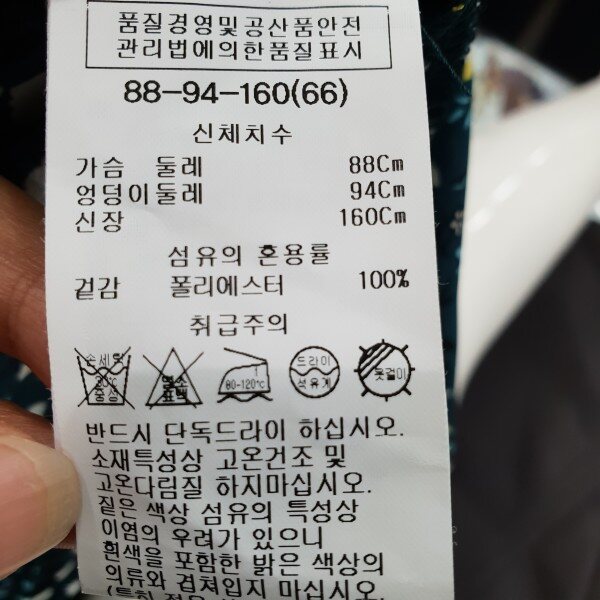 품질경영및공산품안전
관리법에의한품질표시
88-94-160(66)
신체치수
가슴 둘레 88Cm
엉덩이둘레 94Cm
신장 160Cm
섬유의 혼용률
겉감 폴리에스터 100%
취급주의
손세탁 30℃ 중성 염소 표백 80-120℃ 드라이 석유계 옷걸이
반드시 단독드라이 하십시오.
소재특성상 고온건조 및
고온다림질 하지마십시오.
짙은 색상 섬유의 특성상
이염의 우려가 있으니
흰색을 포함한 밝은 색상의
의류와 겹쳐입지 마십시오.